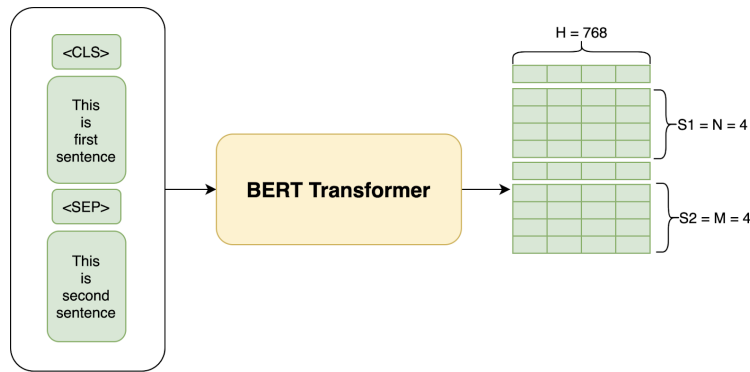 <CLS>
This
is
first
sentence
<SEP>
This
is
second
sentence
BERT Transformer
H = 768
S1 = N = 4
S2 = M = 4